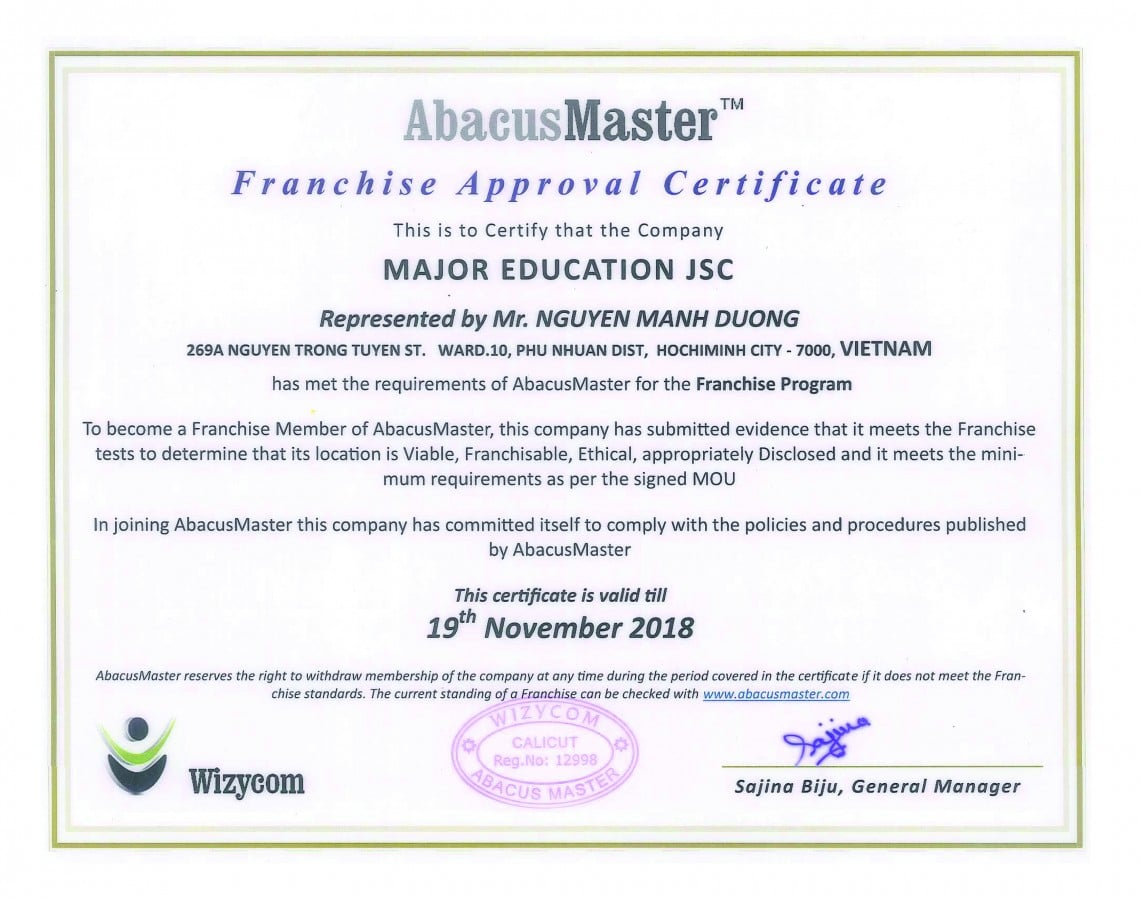 AbacusMaster™
Franchise Approval Certificate
This is to Certify that the Company
MAJOR EDUCATION JSC
Represented by Mr. NGUYEN MANH DUONG
269A NGUYEN TRONG TUYEN ST. WARD.10, PHU NHUAN DIST, HOCHIMINH CITY - 7000, VIETNAM
has met the requirements of AbacusMaster for the Franchise Program
To become a Franchise Member of AbacusMaster, this company has submitted evidence that it meets the Franchise
tests to determine that its location is Viable, Franchisable, Ethical, appropriately Disclosed and it meets the mini-
mum requirements as per the signed MOU
In joining AbacusMaster this company has committed itself to comply with the policies and procedures published
by AbacusMaster
This certificate is valid till
19th November 2018
AbacusMaster reserves the right to withdraw membership of the company at any time during the period covered in the certificate if it does not meet the Fran-
chise standards. The current standing of a Franchise can be checked with www.abacusmaster.com
WIZYCOM
CALICUT
Reg.No: 12998
ABACUS MASTER
Wizycom
Sajina
Sajina Biju, General Manager